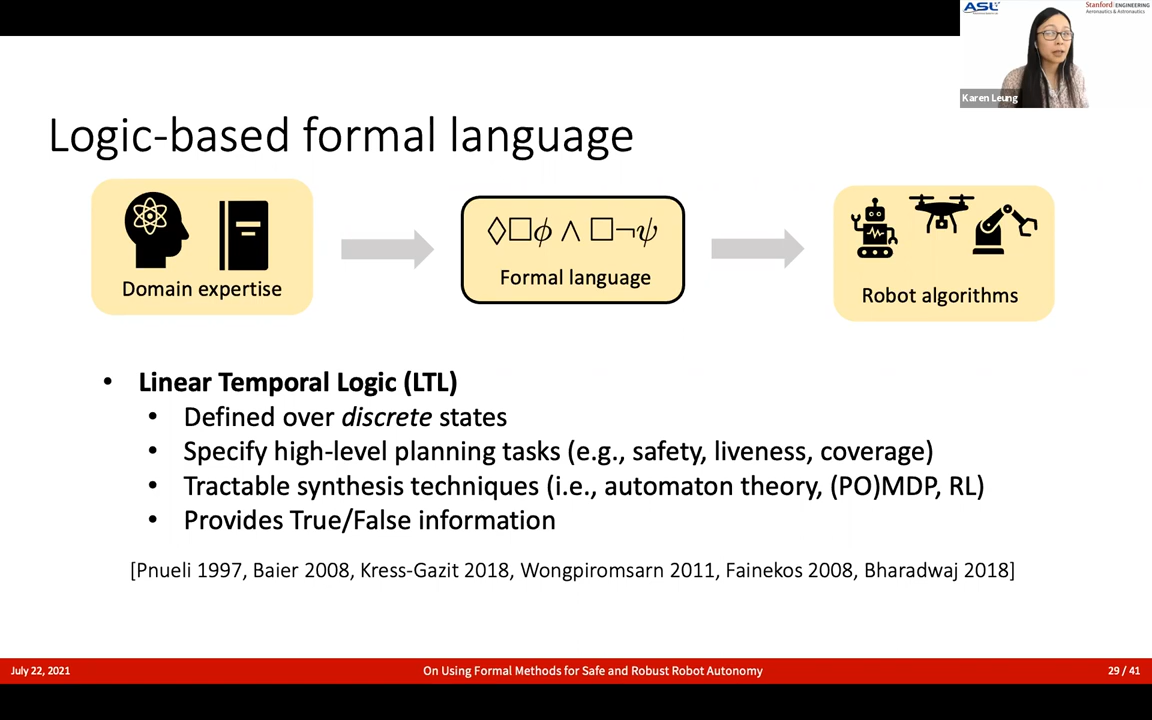 ASL
Stanford ENGINEERING
Aeronautics & Astronautics
Karen Leung
Logic-based formal language
Domain expertise
◊□ϕ ∧ □¬ψ
Formal language
Robot algorithms
• Linear Temporal Logic (LTL)
• Defined over discrete states
• Specify high-level planning tasks (e.g., safety, liveness, coverage)
• Tractable synthesis techniques (i.e., automaton theory, (PO)MDP, RL)
• Provides True/False information
[Pnueli 1997, Baier 2008, Kress-Gazit 2018, Wongpiromsarn 2011, Fainekos 2008, Bharadwaj 2018]
July 22, 2021
On Using Formal Methods for Safe and Robust Robot Autonomy
29 / 41